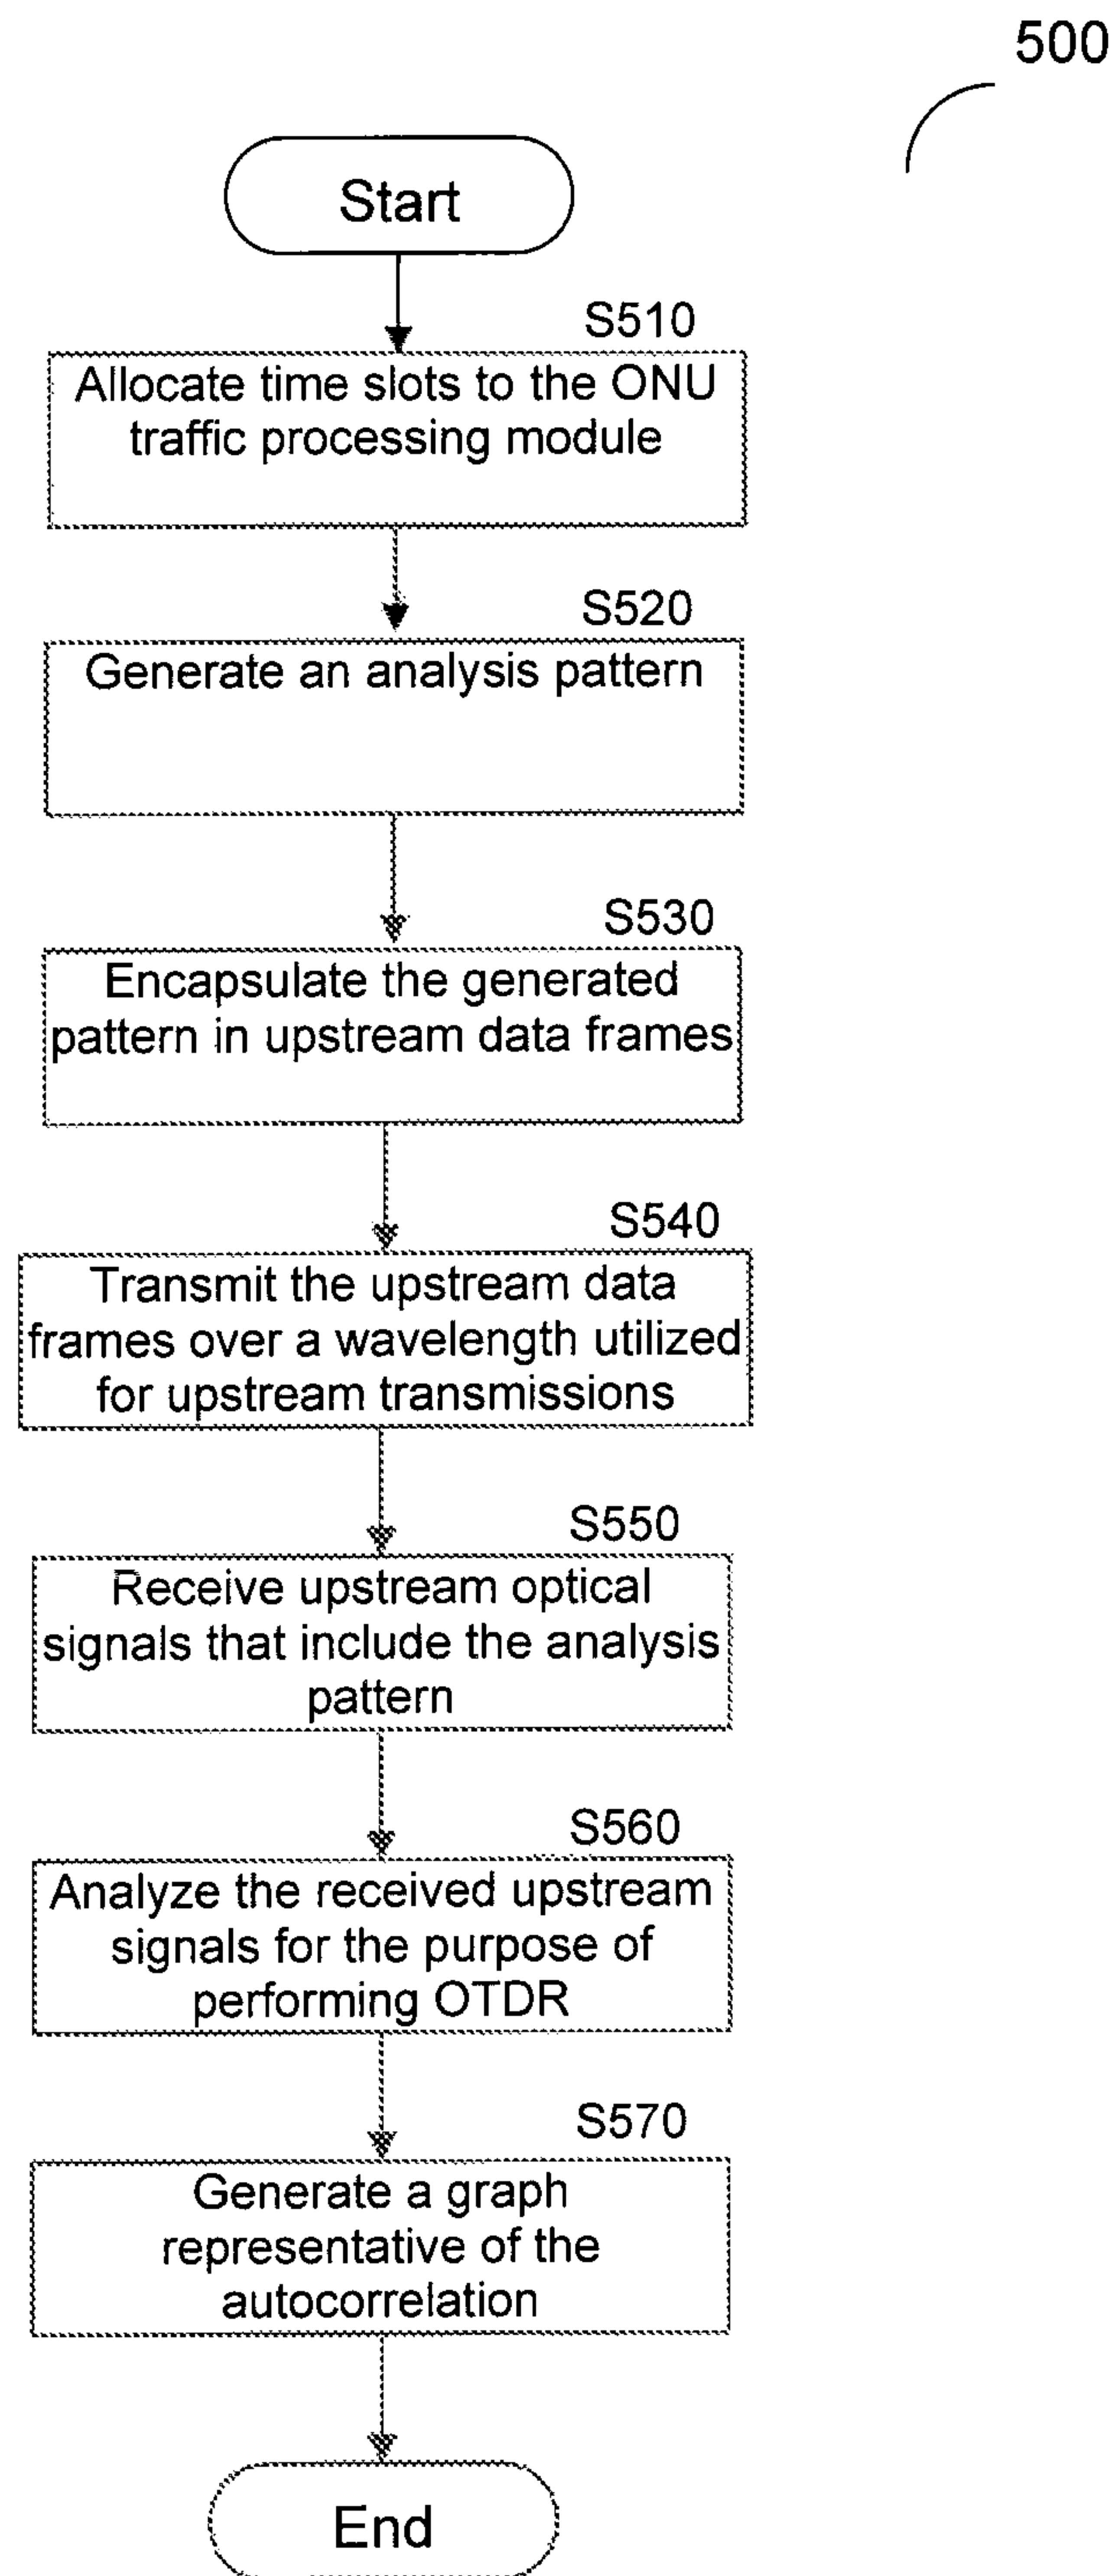 500
Start
S510
Allocate time slots to the ONU
traffic processing module
S520
Generate an analysis pattern
S530
Encapsulate the generated
pattern in upstream data frames
S540
Transmit the upstream data
frames over a wavelength utilized
for upstream transmissions
S550
Receive upstream optical
signals that include the analysis
pattern
S560
Analyze the received upstream
signals for the purpose of
performing OTDR
S570
Generate a graph
representative of the
autocorrelation
End